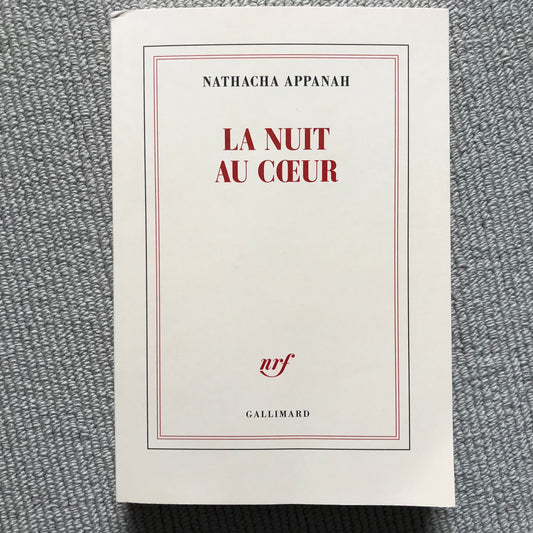 NATHACHA APPANAH
LA NUIT
AU CŒUR
nrf
GALLIMARD